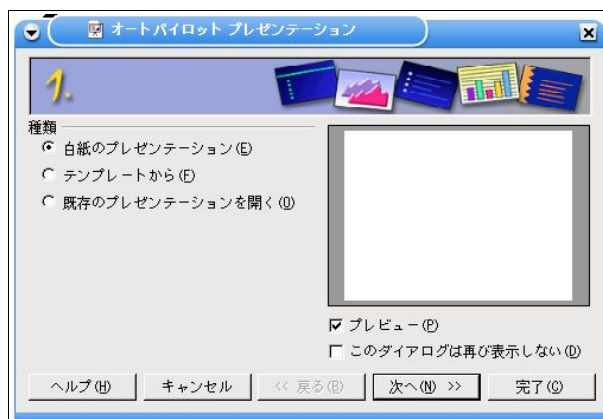 オートパイロット プレゼンテーション
1.
種類
白紙のプレゼンテーション(E)
テンプレートから(F)
既存のプレゼンテーションを開く(O)
プレビュー(P)
このダイアログは再び表示しない(D)
ヘルプ(H) キャンセル << 戻る(B) 次へ(N) >> 完了(C)